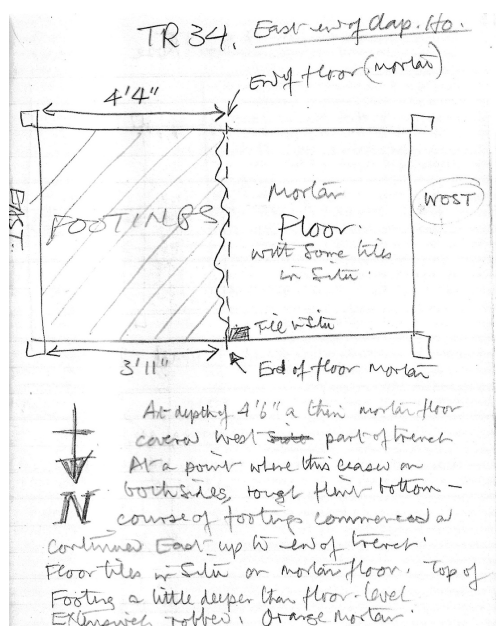 TR 34. East end of Chap. Ho.
End of floor (mortar)
4'4"
EAST.
FOOTINGS
Mortar
Floor.
with some tiles
in Situ.
WEST
Tile in Situ
3'11"
End of floor mortar
At depth of 4'6" a thin mortar floor
covered west side part of trench
At a point where this ceased on
both sides, rough flint bottom –
course of footings commenced &
continued East up to end of trench.
N
Floor tiles in Situ on mortar floor. Top of
Footing a little deeper than floor level
Extensively robbed. Orange mortar.